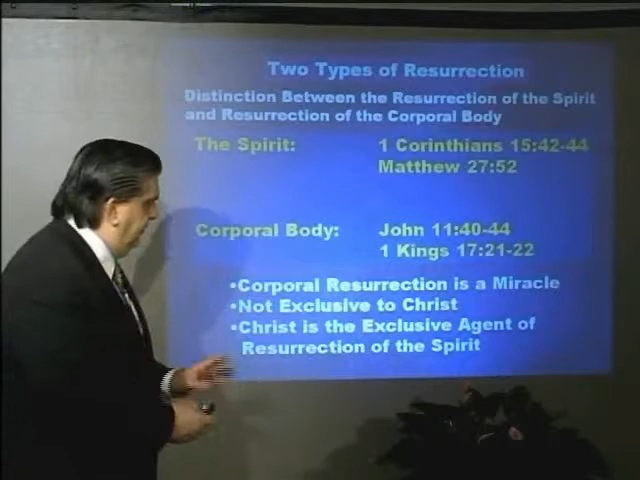 Two Types of Resurrection
Distinction Between the Resurrection of the Spirit
and Resurrection of the Corporal Body
The Spirit: 1 Corinthians 15:42-44
Matthew 27:52
Corporal Body: John 11:40-44
1 Kings 17:21-22
•Corporal Resurrection is a Miracle
•Not Exclusive to Christ
•Christ is the Exclusive Agent of
Resurrection of the Spirit